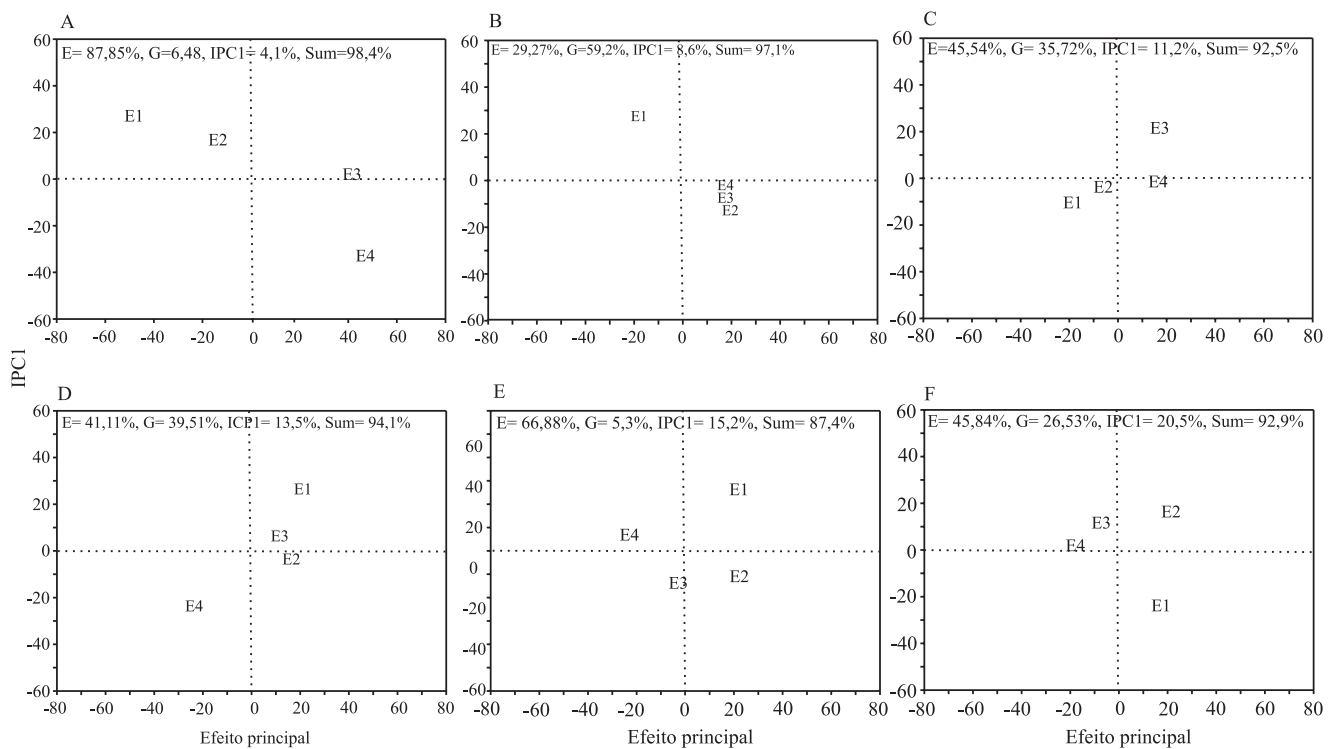 A
E= 87,85%, G=6,48, IPC1= 4,1%, Sum=98,4%
60
40
20
0
-20
-40
-60
E1
E2
E3
E4
-80 -60 -40 -20 0 20 40 60 80
B
E= 29,27%, G=59,2%, IPC1= 8,6%, Sum= 97,1%
60
40
20
0
-20
-40
-60
E1
E4
E3
E2
-80 -60 -40 -20 0 20 40 60 80
C
E=45,54%, G= 35,72%, IPC1= 11,2%, Sum= 92,5%
60
40
20
0
-20
-40
-60
E3
E4
E2
E1
-80 -60 -40 -20 0 20 40 60 80
IPC1
D
E= 41,11%, G= 39,51%, ICP1= 13,5%, Sum= 94,1%
60
40
20
0
-20
-40
-60
E1
E3
E2
E4
-80 -60 -40 -20 0 20 40 60 80
Efeito principal
E
E= 66,88%, G= 5,3%, IPC1= 15,2%, Sum= 87,4%
60
40
20
0
-20
-40
-60
E1
E4
E3
E2
-80 -60 -40 -20 0 20 40 60 80
Efeito principal
F
E= 45,84%, G= 26,53%, IPC1= 20,5%, Sum= 92,9%
60
40
20
0
-20
-40
-60
E2
E3
E4
E1
-80 -60 -40 -20 0 20 40 60 80
Efeito principal